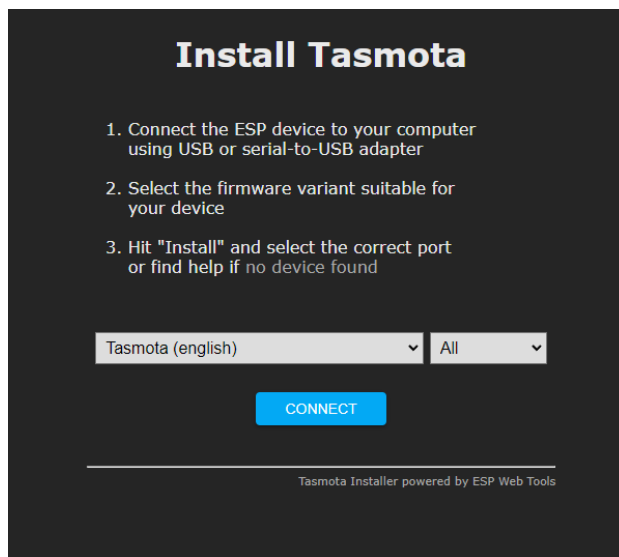 Install Tasmota
1. Connect the ESP device to your computer
using USB or serial-to-USB adapter
2. Select the firmware variant suitable for
your device
3. Hit "Install" and select the correct port
or find help if no device found
Tasmota (english) All
CONNECT
Tasmota Installer powered by ESP Web Tools